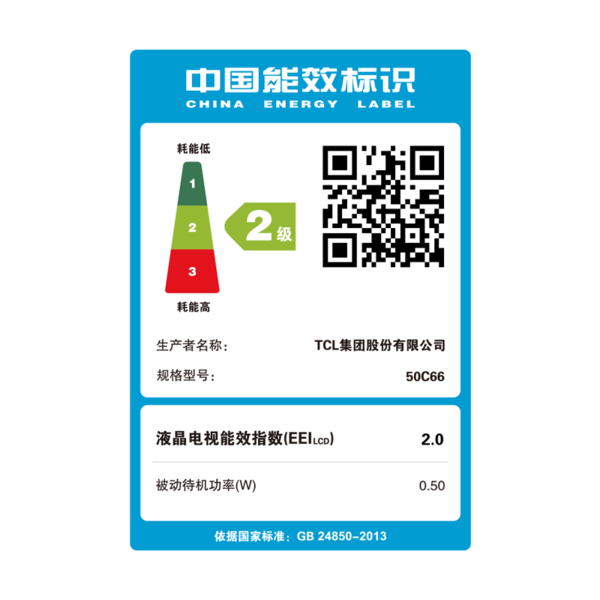 中国能效标识
CHINA ENERGY LABEL
耗能低
1
2
3
2级
耗能高
生产者名称： TCL集团股份有限公司
规格型号： 50C66
液晶电视能效指数(EEILCD) 2.0
被动待机功率(W) 0.50
依据国家标准：GB 24850-2013